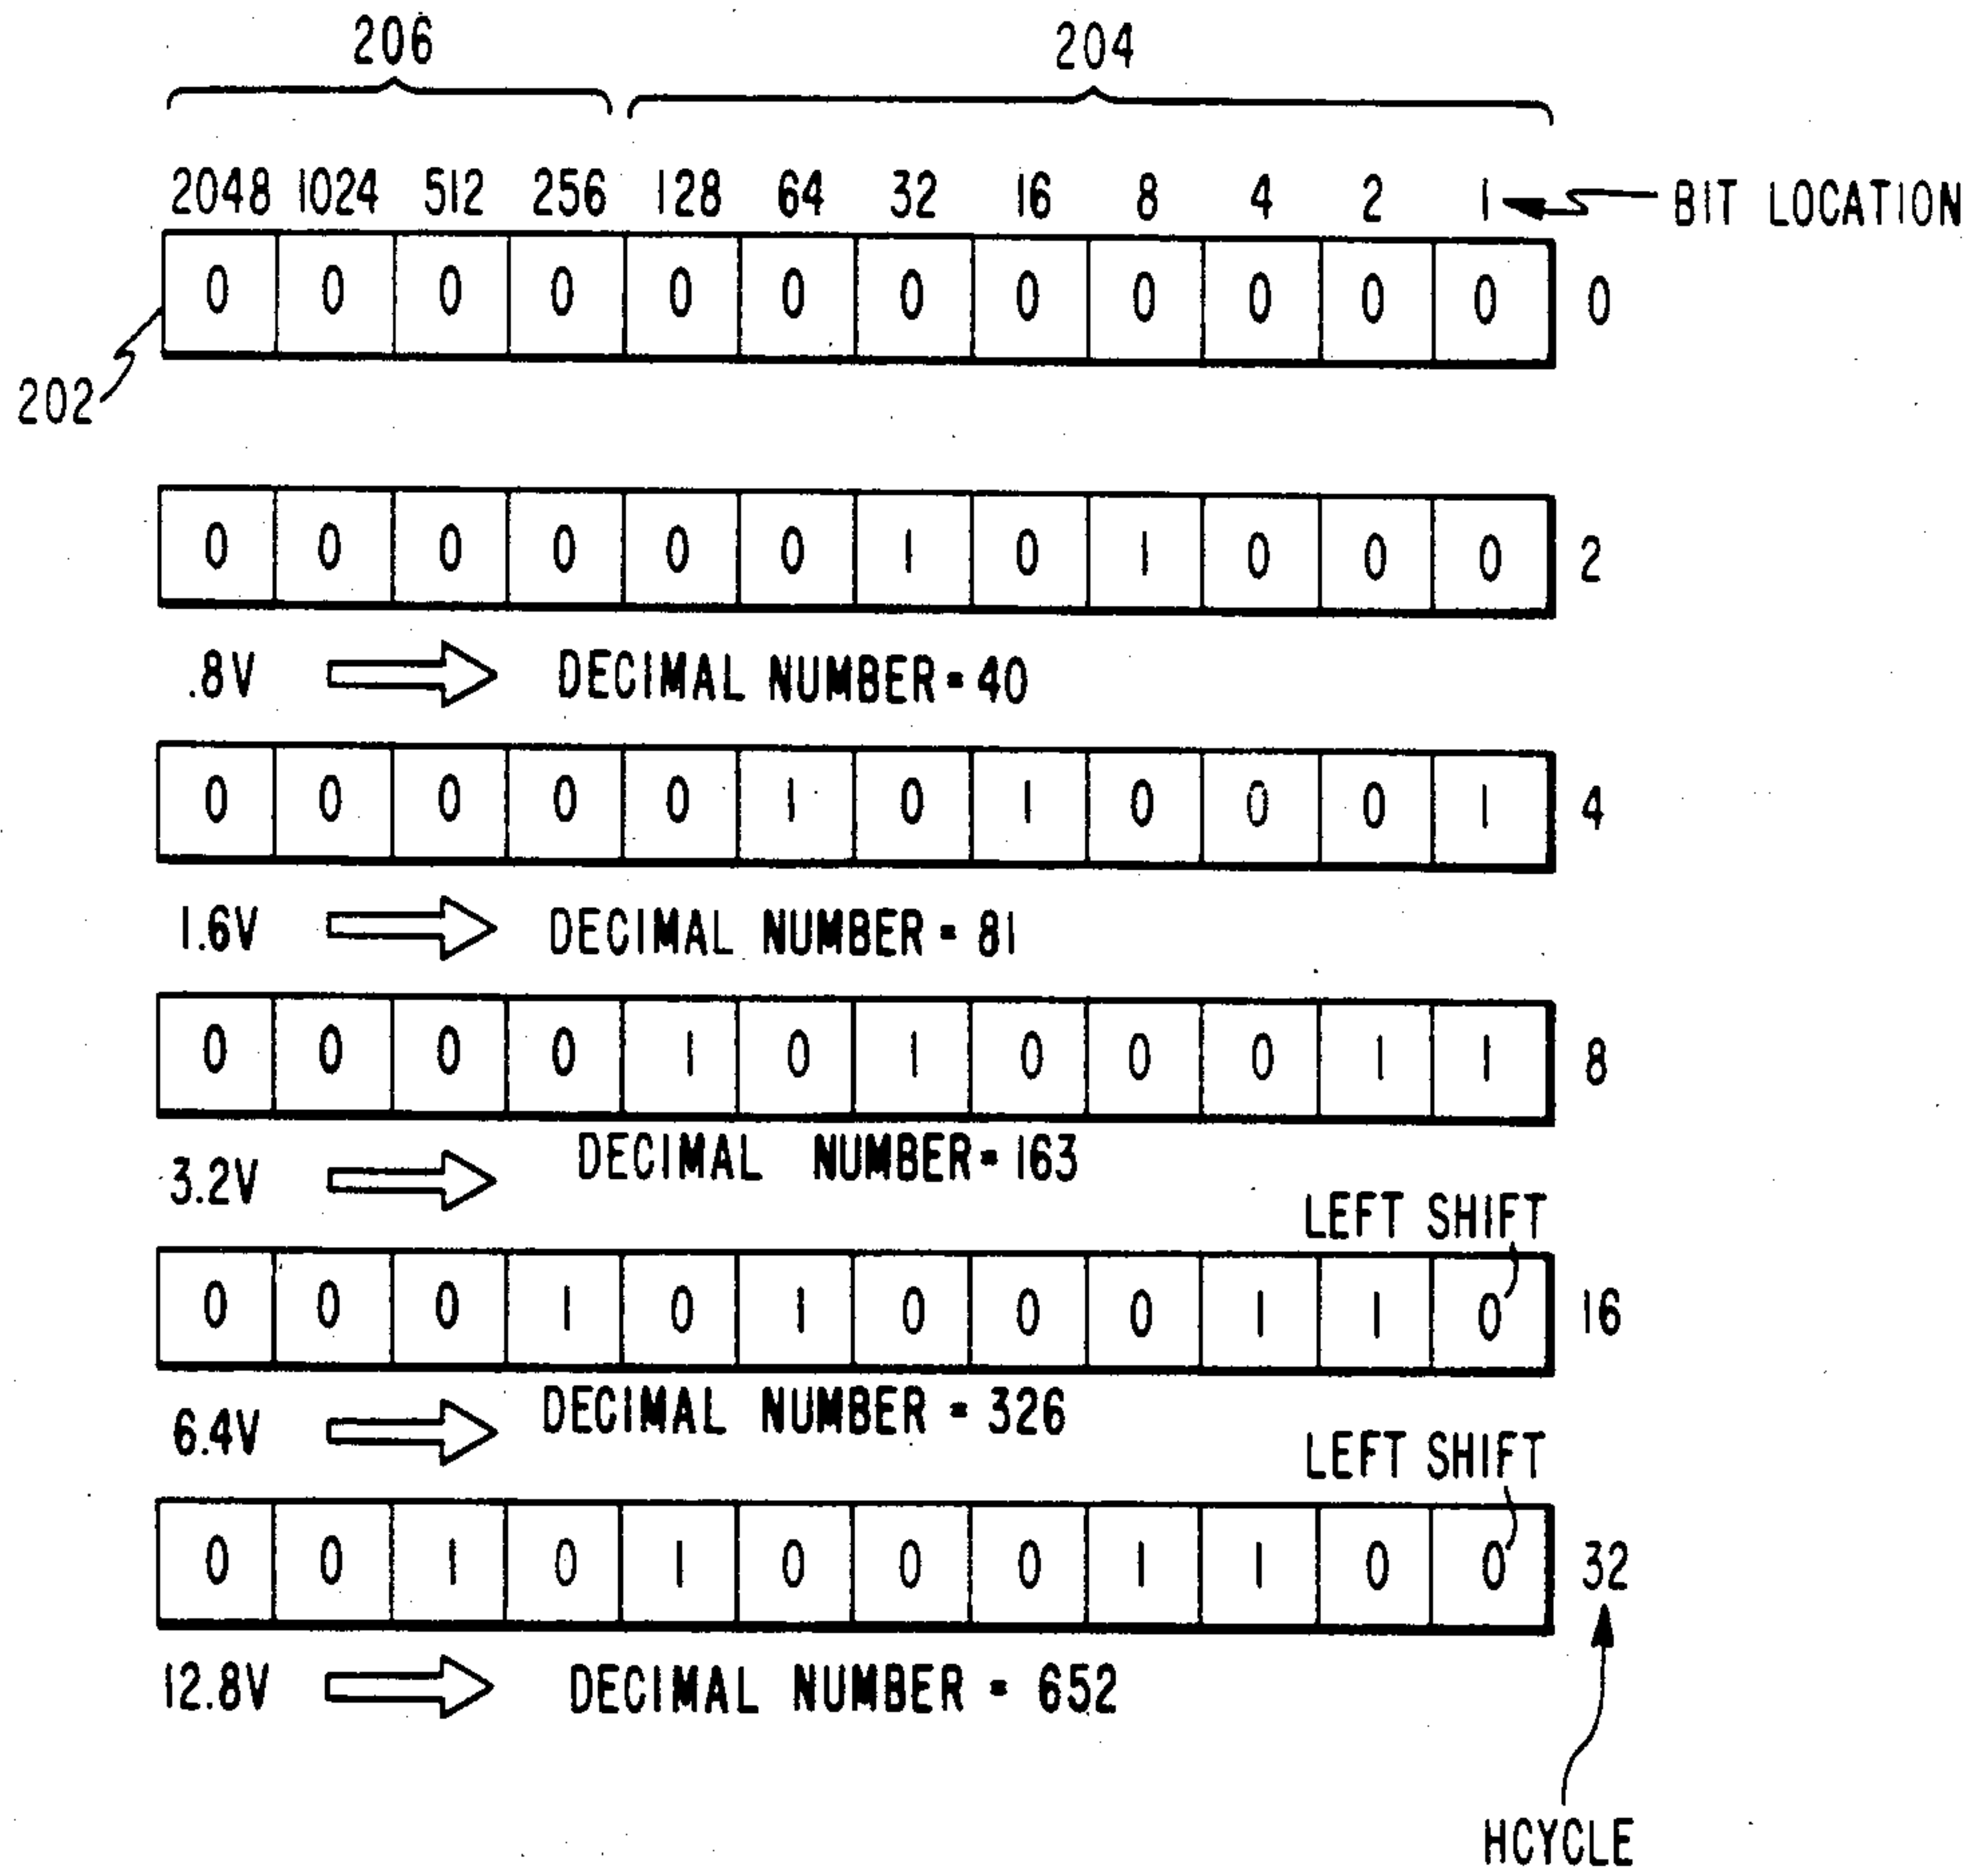 206 204
2048 1024 512 256 128 64 32 16 8 4 2 1 BIT LOCATION
0 0 0 0 0 0 0 0 0 0 0 0 0
202
0 0 0 0 0 0 1 0 1 0 0 0 2
.8V DECIMAL NUMBER = 40
0 0 0 0 0 1 0 1 0 0 0 1 4
1.6V DECIMAL NUMBER = 81
0 0 0 0 1 0 1 0 0 0 1 1 8
3.2V DECIMAL NUMBER = 163
LEFT SHIFT
0 0 0 1 0 1 0 0 0 1 1 0 16
6.4V DECIMAL NUMBER = 326
LEFT SHIFT
0 0 1 0 1 0 0 0 1 1 0 0 32
12.8V DECIMAL NUMBER = 652
HCYCLE